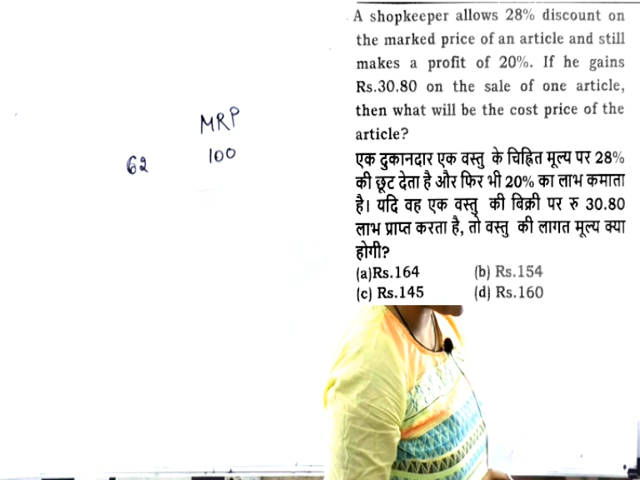 A shopkeeper allows 28% discount on
the marked price of an article and still
makes a profit of 20%. If he gains
Rs.30.80 on the sale of one article,
then what will be the cost price of the
article?
एक दुकानदार एक वस्तु के चिह्नित मूल्य पर 28%
की छूट देता है और फिर भी 20% का लाभ कमाता
है। यदि वह एक वस्तु की विक्री पर रु 30.80
लाभ प्राप्त करता है, तो वस्तु की लागत मूल्य क्या
होगी?
(a)Rs.164 (b) Rs.154
(c) Rs.145 (d) Rs.160
MRP
62 100